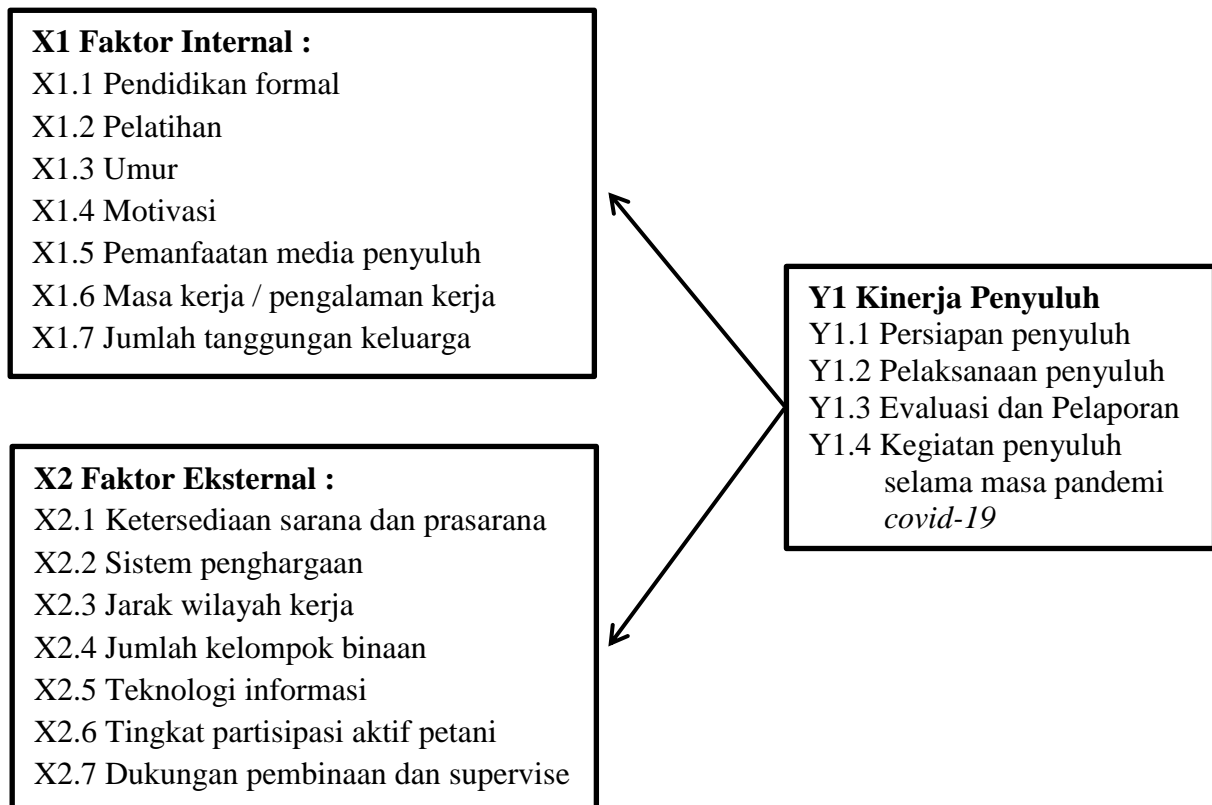 X1 Faktor Internal :
X1.1 Pendidikan formal
X1.2 Pelatihan
X1.3 Umur
X1.4 Motivasi
X1.5 Pemanfaatan media penyuluh
X1.6 Masa kerja / pengalaman kerja
X1.7 Jumlah tanggungan keluarga
X2 Faktor Eksternal :
X2.1 Ketersediaan sarana dan prasarana
X2.2 Sistem penghargaan
X2.3 Jarak wilayah kerja
X2.4 Jumlah kelompok binaan
X2.5 Teknologi informasi
X2.6 Tingkat partisipasi aktif petani
X2.7 Dukungan pembinaan dan supervise
Y1 Kinerja Penyuluh
Y1.1 Persiapan penyuluh
Y1.2 Pelaksanaan penyuluh
Y1.3 Evaluasi dan Pelaporan
Y1.4 Kegiatan penyuluh
selama masa pandemi
covid-19